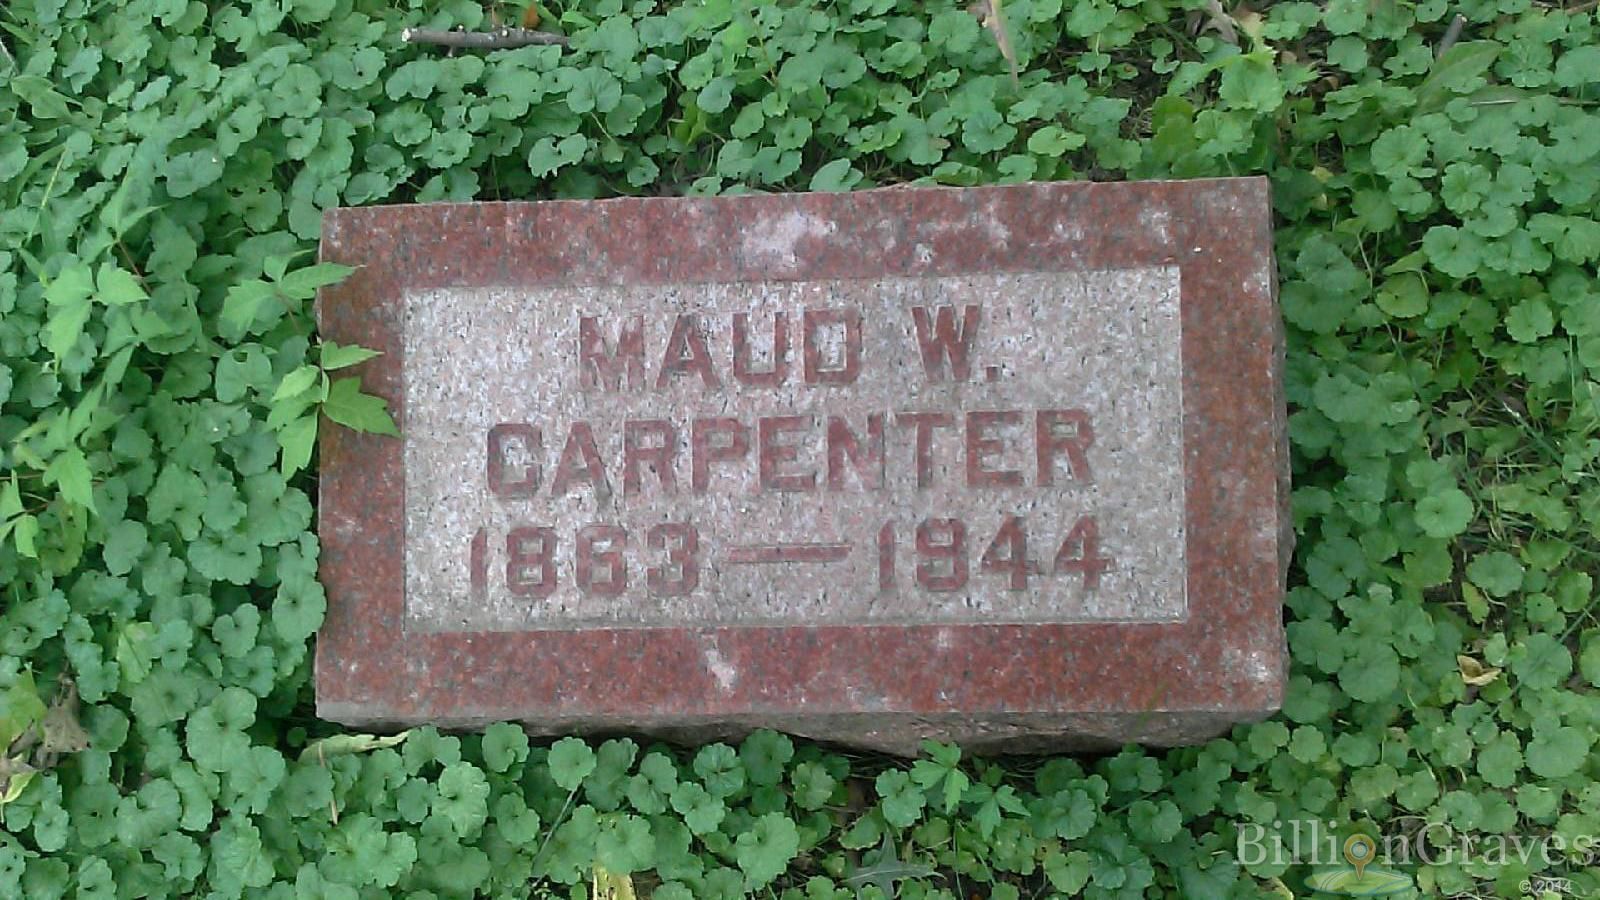 MAUD W.
CARPENTER
1863 — 1944
BillionGraves
© 2014